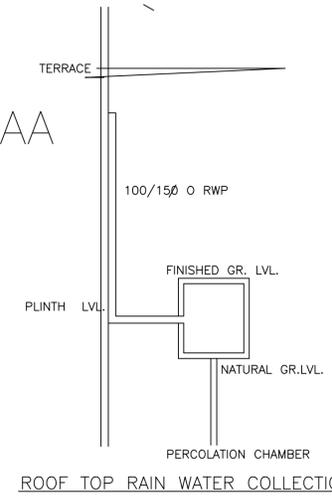 TERRACE
AA
100/150 O RWP
FINISHED GR. LVL.
PLINTH LVL.
NATURAL GR.LVL.
PERCOLATION CHAMBER
ROOF TOP RAIN WATER COLLECTIO